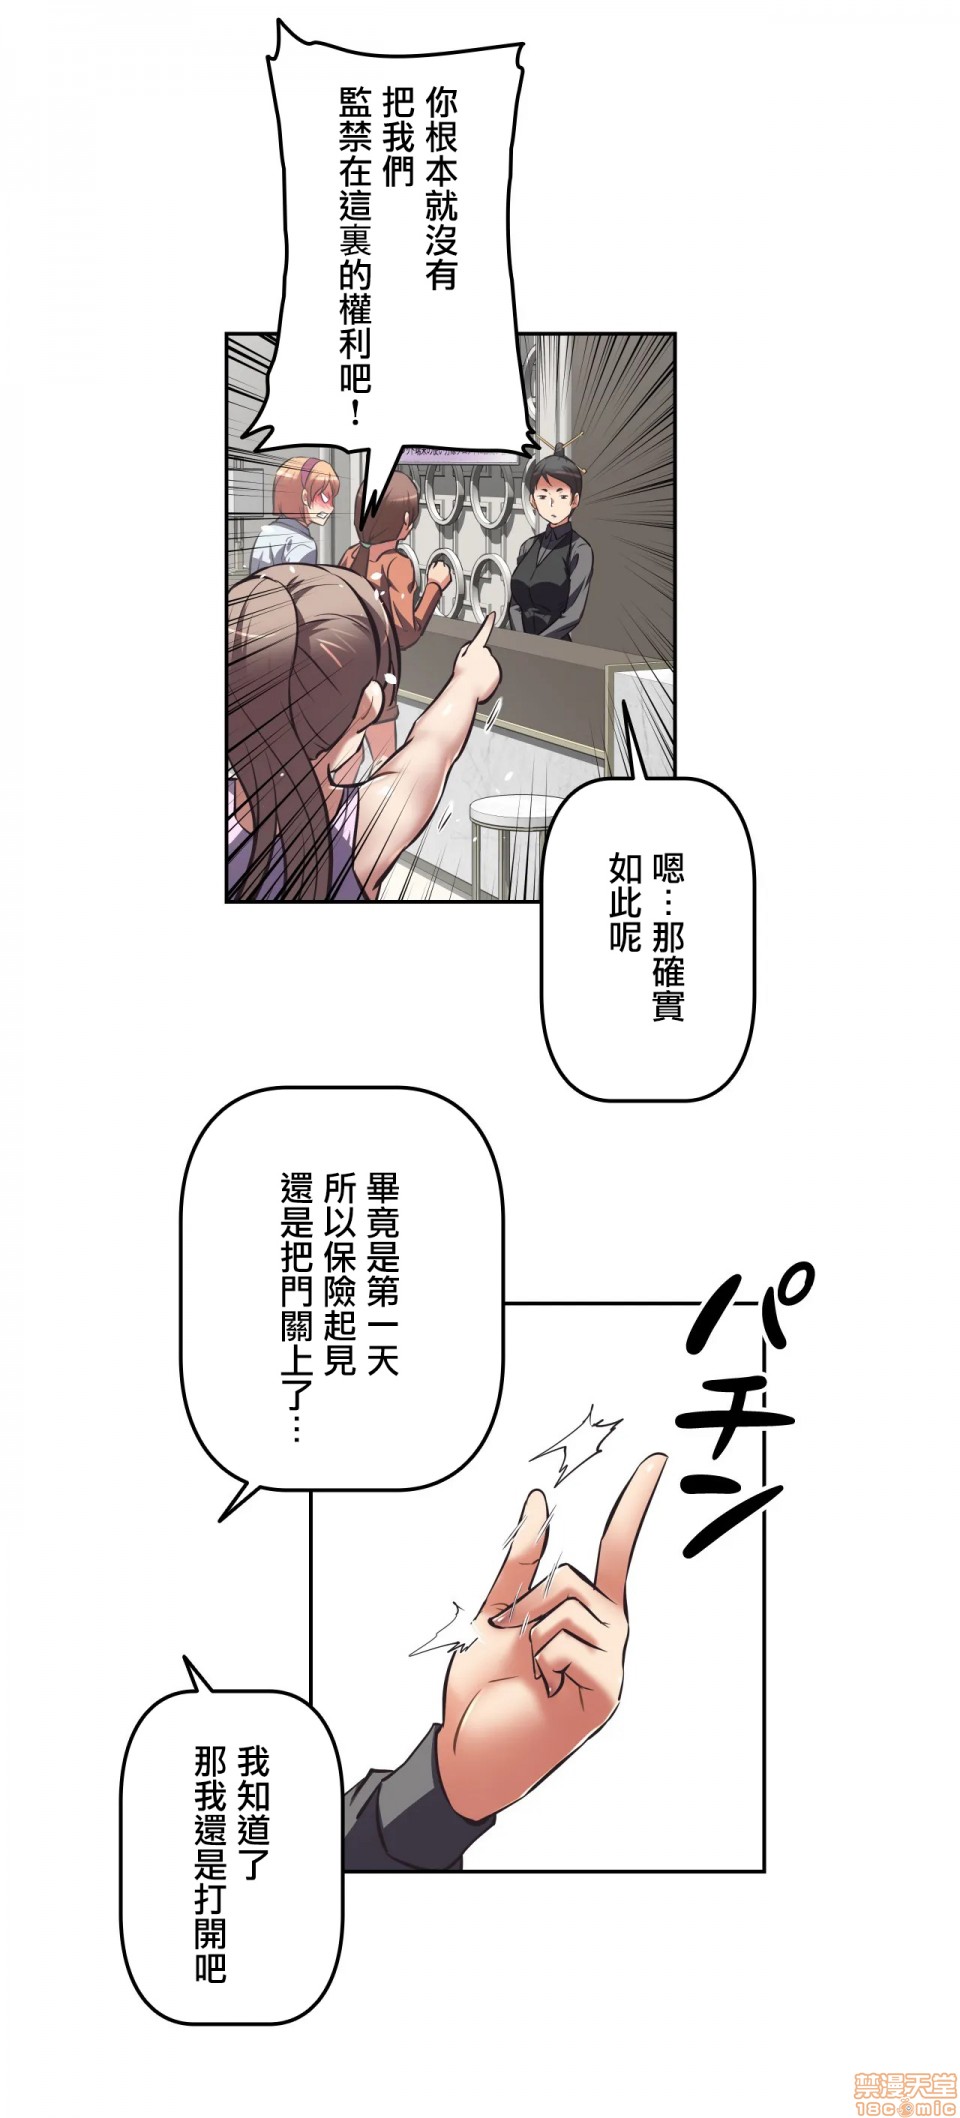 你根本就沒有
把我們
監禁在這裏的權利吧！
嗯…那確實
如此呢
畢竟是第一天
所以保險起見
還是把門關上了…
パチン
我知道了
那我還是打開吧
禁漫天堂
18comic